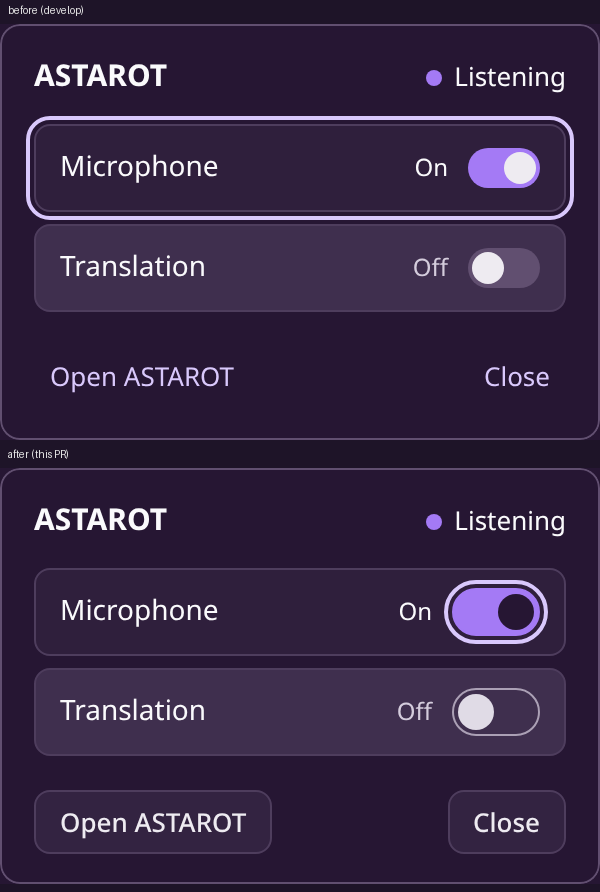 before (develop)
ASTAROT
Listening
Microphone
On
Translation
Off
Open ASTAROT
Close
after (this PR)
ASTAROT
Listening
Microphone
On
Translation
Off
Open ASTAROT
Close